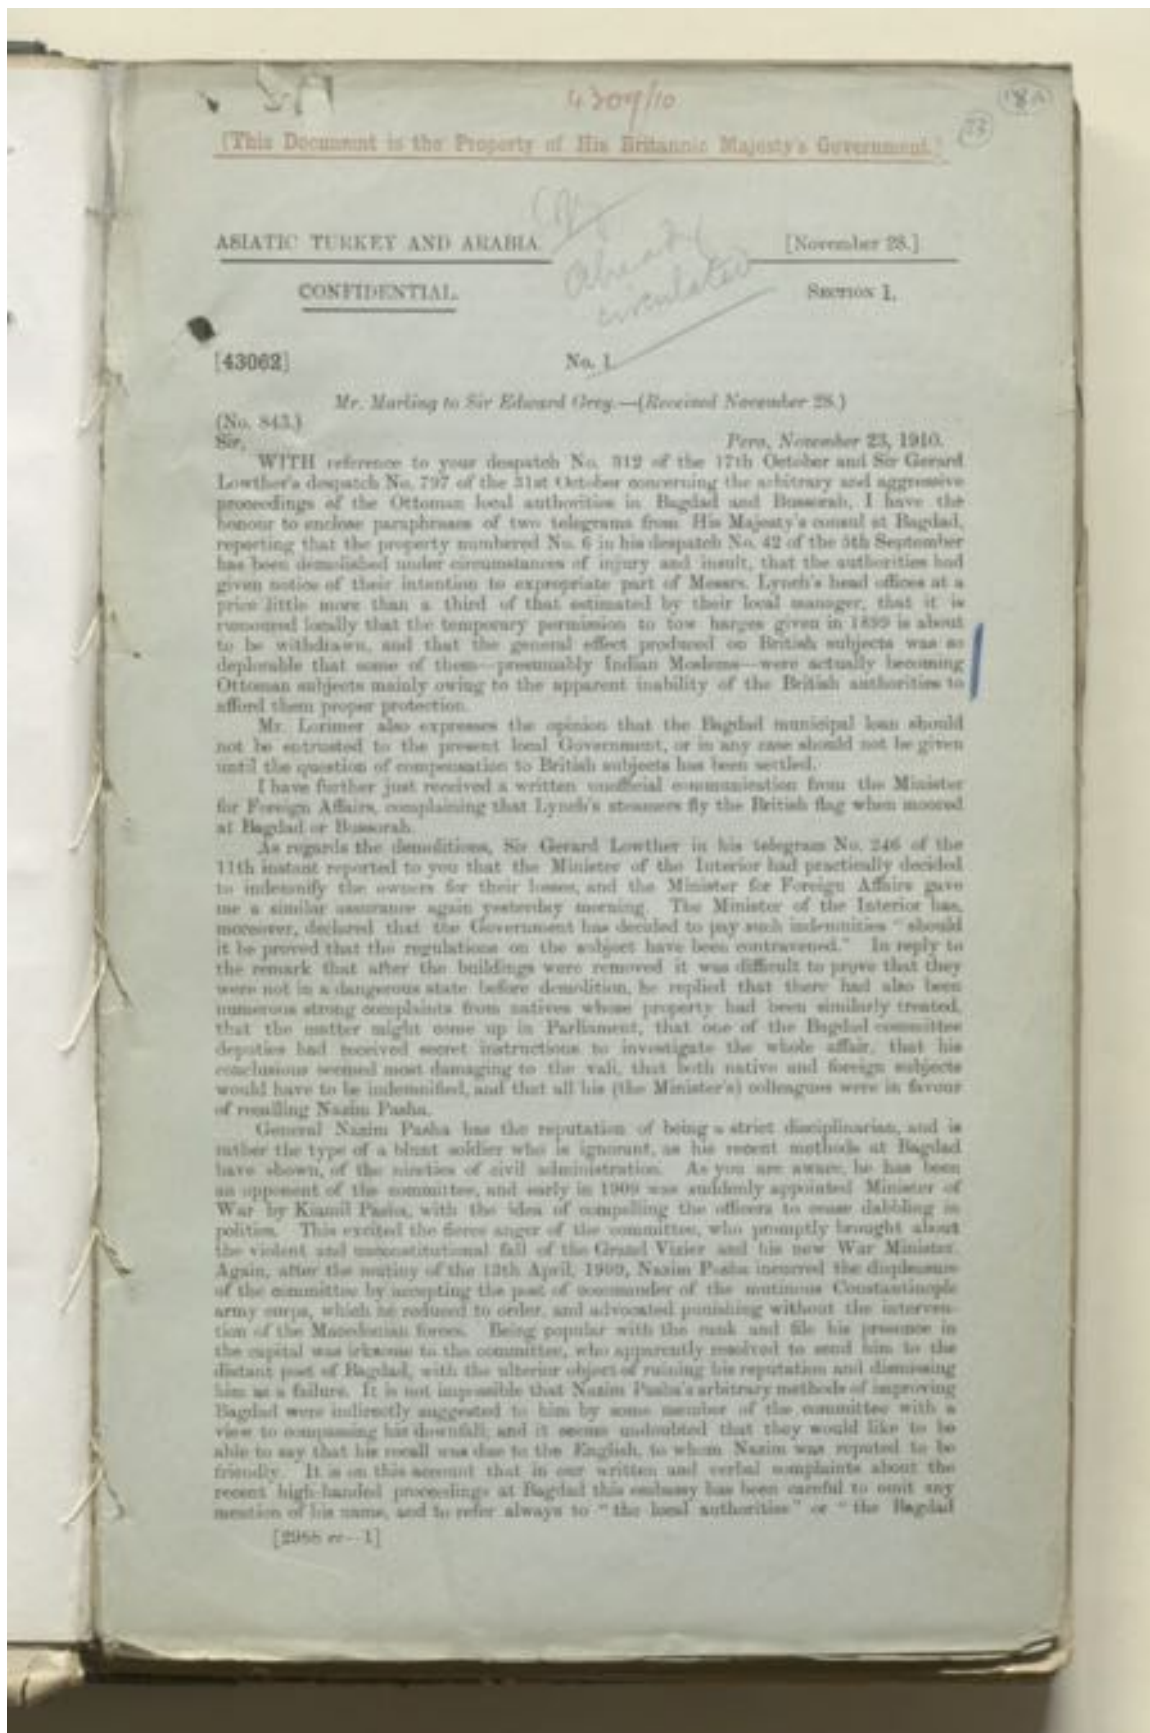 4309/10
18A
23
[This Document is the Property of His Britannic Majesty's Government.]
already
circulated
ASIATIC TURKEY AND ARABIA.
[November 28.]
CONFIDENTIAL.
SECTION 1.
[43062]
No. 1.
Mr. Marling to Sir Edward Grey.—(Received November 28.)
(No. 843.)
Sir,
Pera, November 23, 1910.
WITH reference to your despatch No. 312 of the 17th October and Sir Gerard
Lowther's despatch No. 797 of the 31st October concerning the arbitrary and aggressive
proceedings of the Ottoman local authorities in Bagdad and Bussorah, I have the
honour to enclose paraphrases of two telegrams from His Majesty's consul at Bagdad,
reporting that the property numbered No. 6 in his despatch No. 42 of the 5th September
has been demolished under circumstances of injury and insult, that the authorities had
given notice of their intention to expropriate part of Messrs. Lynch's head offices at a
price little more than a third of that estimated by their local manager, that it is
rumoured locally that the temporary permission to tow barges given in 1899 is about
to be withdrawn, and that the general effect produced on British subjects was so
deplorable that some of them—presumably Indian Moslems—were actually becoming
Ottoman subjects mainly owing to the apparent inability of the British authorities to
afford them proper protection.
Mr. Lorimer also expresses the opinion that the Bagdad municipal loan should
not be entrusted to the present local Government, or in any case should not be given
until the question of compensation to British subjects has been settled.
I have further just received a written unofficial communication from the Minister
for Foreign Affairs, complaining that Lynch's steamers fly the British flag when moored
at Bagdad or Bussorah.
As regards the demolitions, Sir Gerard Lowther in his telegram No. 246 of the
11th instant reported to you that the Minister of the Interior had practically decided
to indemnify the owners for their losses, and the Minister for Foreign Affairs gave
me a similar assurance again yesterday morning. The Minister of the Interior has,
moreover, declared that the Government has decided to pay such indemnities "should
it be proved that the regulations on the subject have been contravened." In reply to
the remark that after the buildings were removed it was difficult to prove that they
were not in a dangerous state before demolition, he replied that there had also been
numerous strong complaints from natives whose property had been similarly treated,
that the matter might come up in Parliament, that one of the Bagdad committee
deputies had received secret instructions to investigate the whole affair, that his
conclusions seemed most damaging to the vali, that both native and foreign subjects
would have to be indemnified, and that all his (the Minister's) colleagues were in favour
of recalling Nazim Pasha.
General Nazim Pasha has the reputation of being a strict disciplinarian, and is
rather the type of a blunt soldier who is ignorant, as his recent methods at Bagdad
have shown, of the niceties of civil administration. As you are aware, he has been
an opponent of the committee, and early in 1909 was suddenly appointed Minister of
War by Kiamil Pasha, with the idea of compelling the officers to cease dabbling in
politics. This excited the fierce anger of the committee, who promptly brought about
the violent and unconstitutional fall of the Grand Vizier and his new War Minister.
Again, after the mutiny of the 13th April, 1909, Nazim Pasha incurred the displeasure
of the committee by accepting the post of commander of the mutinous Constantinople
army corps, which he reduced to order, and advocated punishing without the interven-
tion of the Macedonian forces. Being popular with the rank and file his presence in
the capital was irksome to the committee, who apparently resolved to send him to the
distant post of Bagdad, with the ulterior object of ruining his reputation and dismissing
him as a failure. It is not impossible that Nazim Pasha's arbitrary methods of improving
Bagdad were indirectly suggested to him by some member of the committee with a
view to compassing his downfall, and it seems undoubted that they would like to be
able to say that his recall was due to the English, to whom Nazim was reputed to be
friendly. It is on this account that in our written and verbal complaints about the
recent high-handed proceedings at Bagdad this embassy has been careful to omit any
mention of his name, and to refer always to "the local authorities" or "the Bagdad
[2988 ee—1]